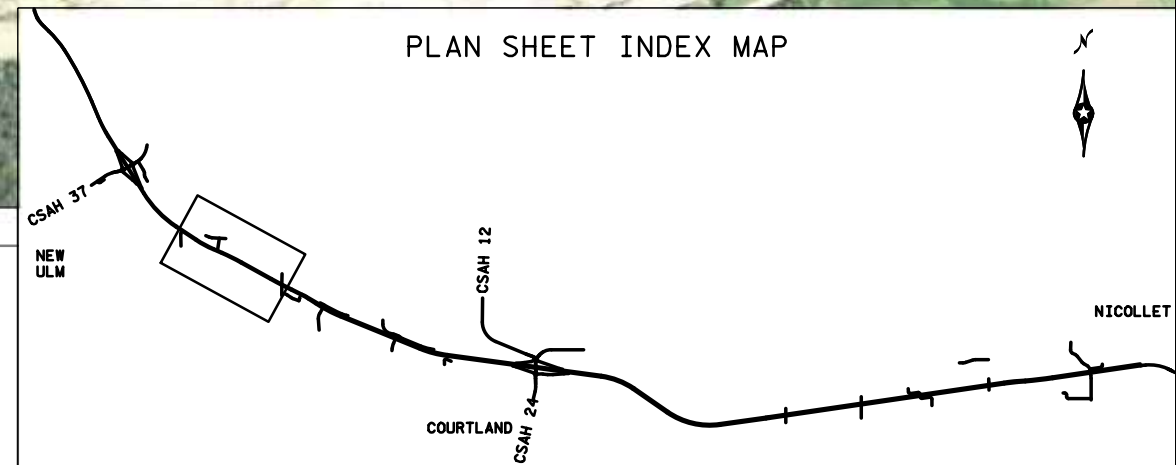 PLAN SHEET INDEX MAP
N
CSAH 37
NEW
ULM
CSAH 12
NICOLLET
COURTLAND
CSAH 24